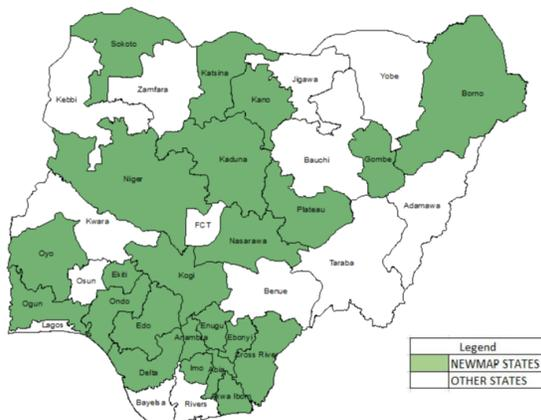 Sokoto
Katsina
Jigawa
Yobe
Borno
Kebbi
Zamfara
Kano
Kaduna
Bauchi
Gombe
Niger
Plateau
Adamawa
Kwara
FCT
Nasarawa
Oyo
Taraba
Osun
Ekiti
Kogi
Benue
Ogun
Ondo
Lagos
Edo
Enugu
Anambra
Ebonyi
Cross River
Delta
Imo
Abia
Akwa Ibom
Bayelsa
Rivers
Legend
NEWMAP STATES
OTHER STATES